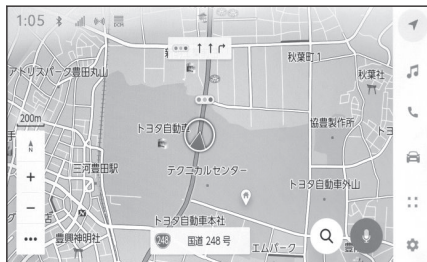 1:05
DCM
秋葉町1
アドリスパーク豊田丸山
秋葉社
200m
トヨタ自動車
協豊製作所
N
三河豊田駅
テクニカルセンター
トヨタ自動車外山
トヨタ自動車本社
豊興神明社
248
国道 248 号
エムパーク